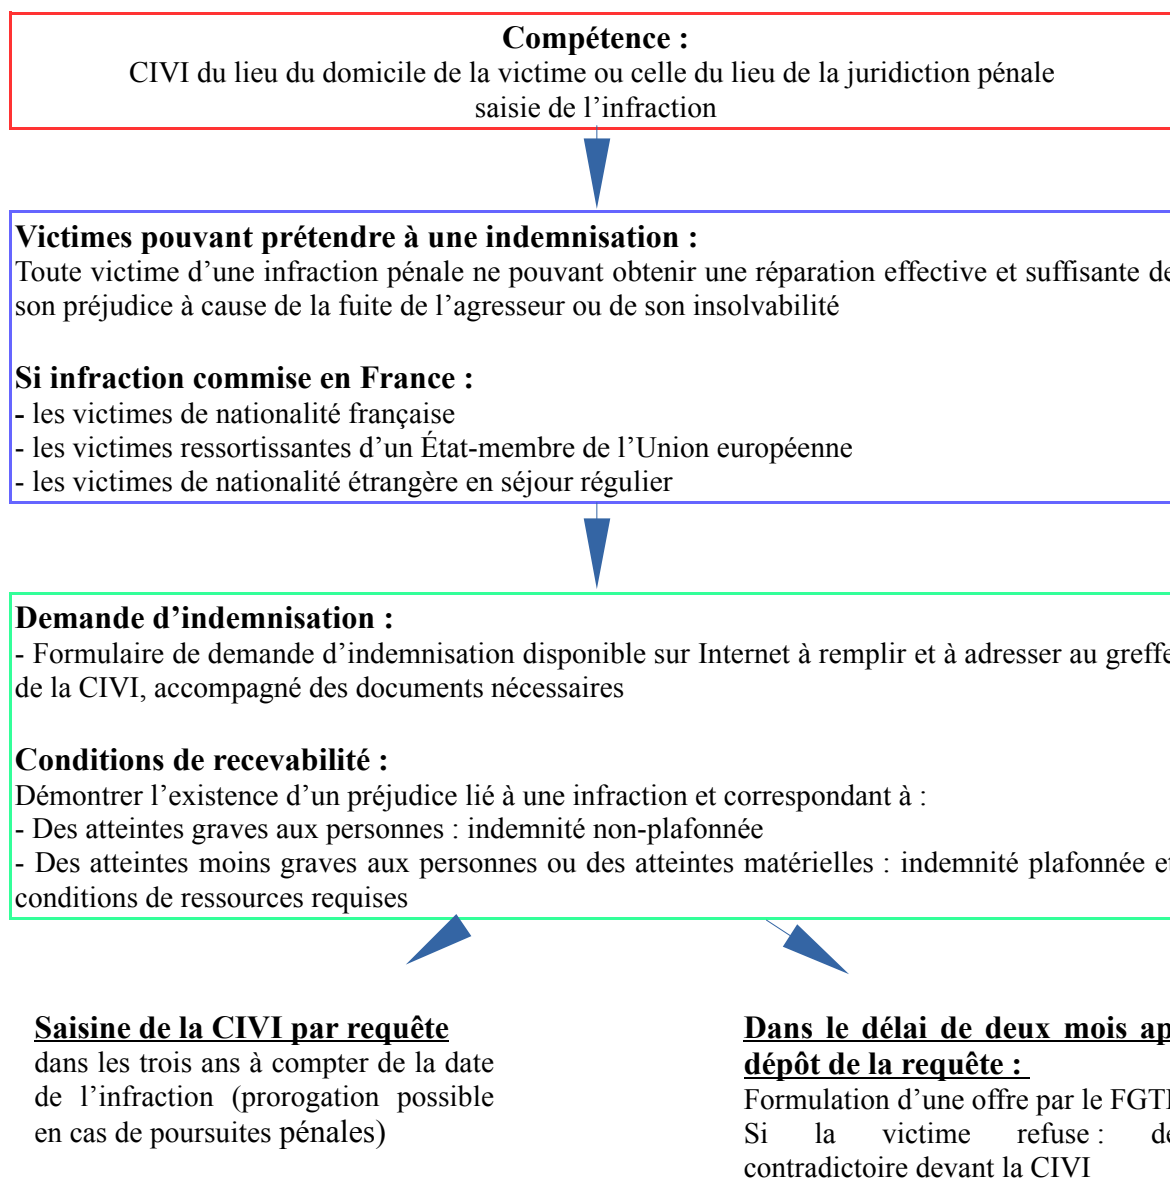 Compétence :
CIVI du lieu du domicile de la victime ou celle du lieu de la juridiction pénale
saisie de l’infraction
Victimes pouvant prétendre à une indemnisation :
Toute victime d’une infraction pénale ne pouvant obtenir une réparation effective et suffisante de
son préjudice à cause de la fuite de l’agresseur ou de son insolvabilité
Si infraction commise en France :
- les victimes de nationalité française
- les victimes ressortissantes d’un État-membre de l’Union européenne
- les victimes de nationalité étrangère en séjour régulier
Demande d’indemnisation :
- Formulaire de demande d’indemnisation disponible sur Internet à remplir et à adresser au greffe
de la CIVI, accompagné des documents nécessaires
Conditions de recevabilité :
Démontrer l’existence d’un préjudice lié à une infraction et correspondant à :
- Des atteintes graves aux personnes : indemnité non-plafonnée
- Des atteintes moins graves aux personnes ou des atteintes matérielles : indemnité plafonnée et
conditions de ressources requises
Saisine de la CIVI par requête
dans les trois ans à compter de la date
de l’infraction (prorogation possible
en cas de poursuites pénales)
Dans le délai de deux mois
dépôt de la requête :
Formulation d’une offre par le
Si la victime refuse :
contradictoire devant la CIVI